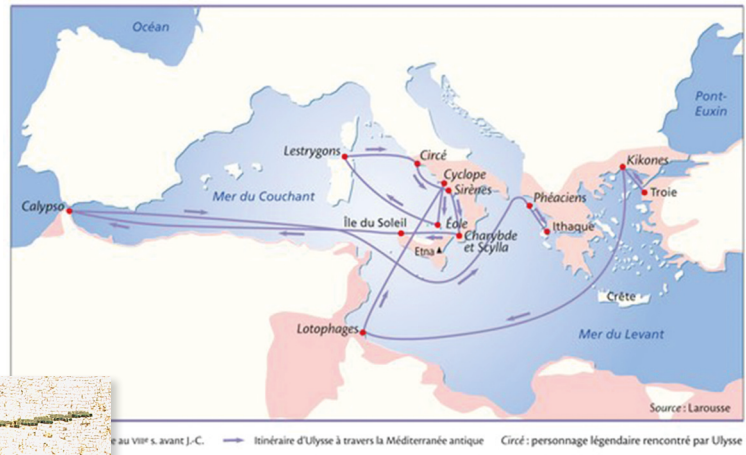 Océan
Pont-
Euxin
Lestrygons
Circé
Kikones
Cyclope
Sirènes
Troie
Mer du Couchant
Phéaciens
Calypso
Île du Soleil
Éole
Ithaque
Charybde
et Scylla
Etna
Crête
Lotophages
Mer du Levant
Source : Larousse
e au VIIIe s. avant J.-C.
Itinéraire d'Ulysse à travers la Méditerranée antique
Circé : personnage légendaire rencontré par Ulysse